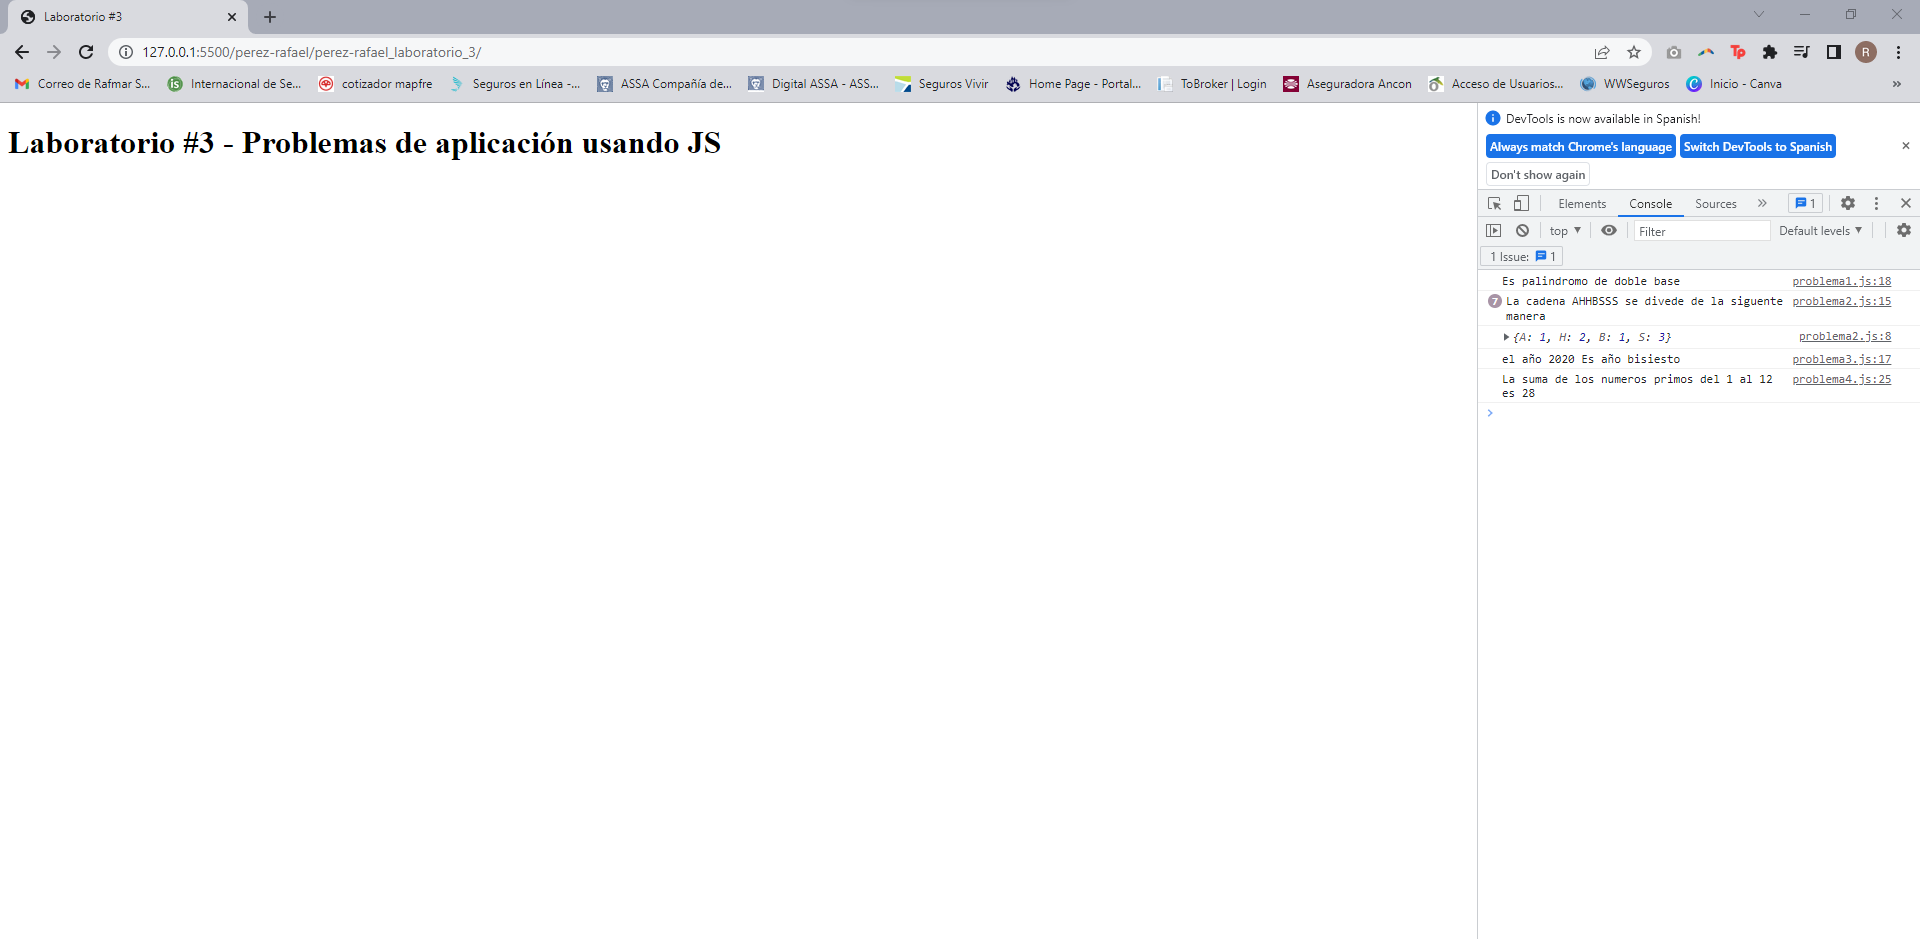 Laboratorio #3
127.0.0.1:5500/perez-rafael/perez-rafael_laboratorio_3/
R
Correo de Rafmar S...
Internacional de Se...
cotizador mapfre
Seguros en Línea -...
ASSA Compañía de...
Digital ASSA - ASS...
Seguros Vivir
Home Page - Portal...
ToBroker | Login
Aseguradora Ancon
Acceso de Usuarios...
WWSeguros
Inicio - Canva
»
Laboratorio #3 - Problemas de aplicación usando JS
DevTools is now available in Spanish!
Always match Chrome's language
Switch DevTools to Spanish
Don't show again
Elements
Console
Sources
»
1
top
Filter
Default levels
1 Issue: 1
Es palindromo de doble base problema1.js:18
7 La cadena AHHBSSS se divede de la siguente problema2.js:15
manera
{A: 1, H: 2, B: 1, S: 3} problema2.js:8
el año 2020 Es año bisiesto problema3.js:17
La suma de los numeros primos del 1 al 12 problema4.js:25
es 28